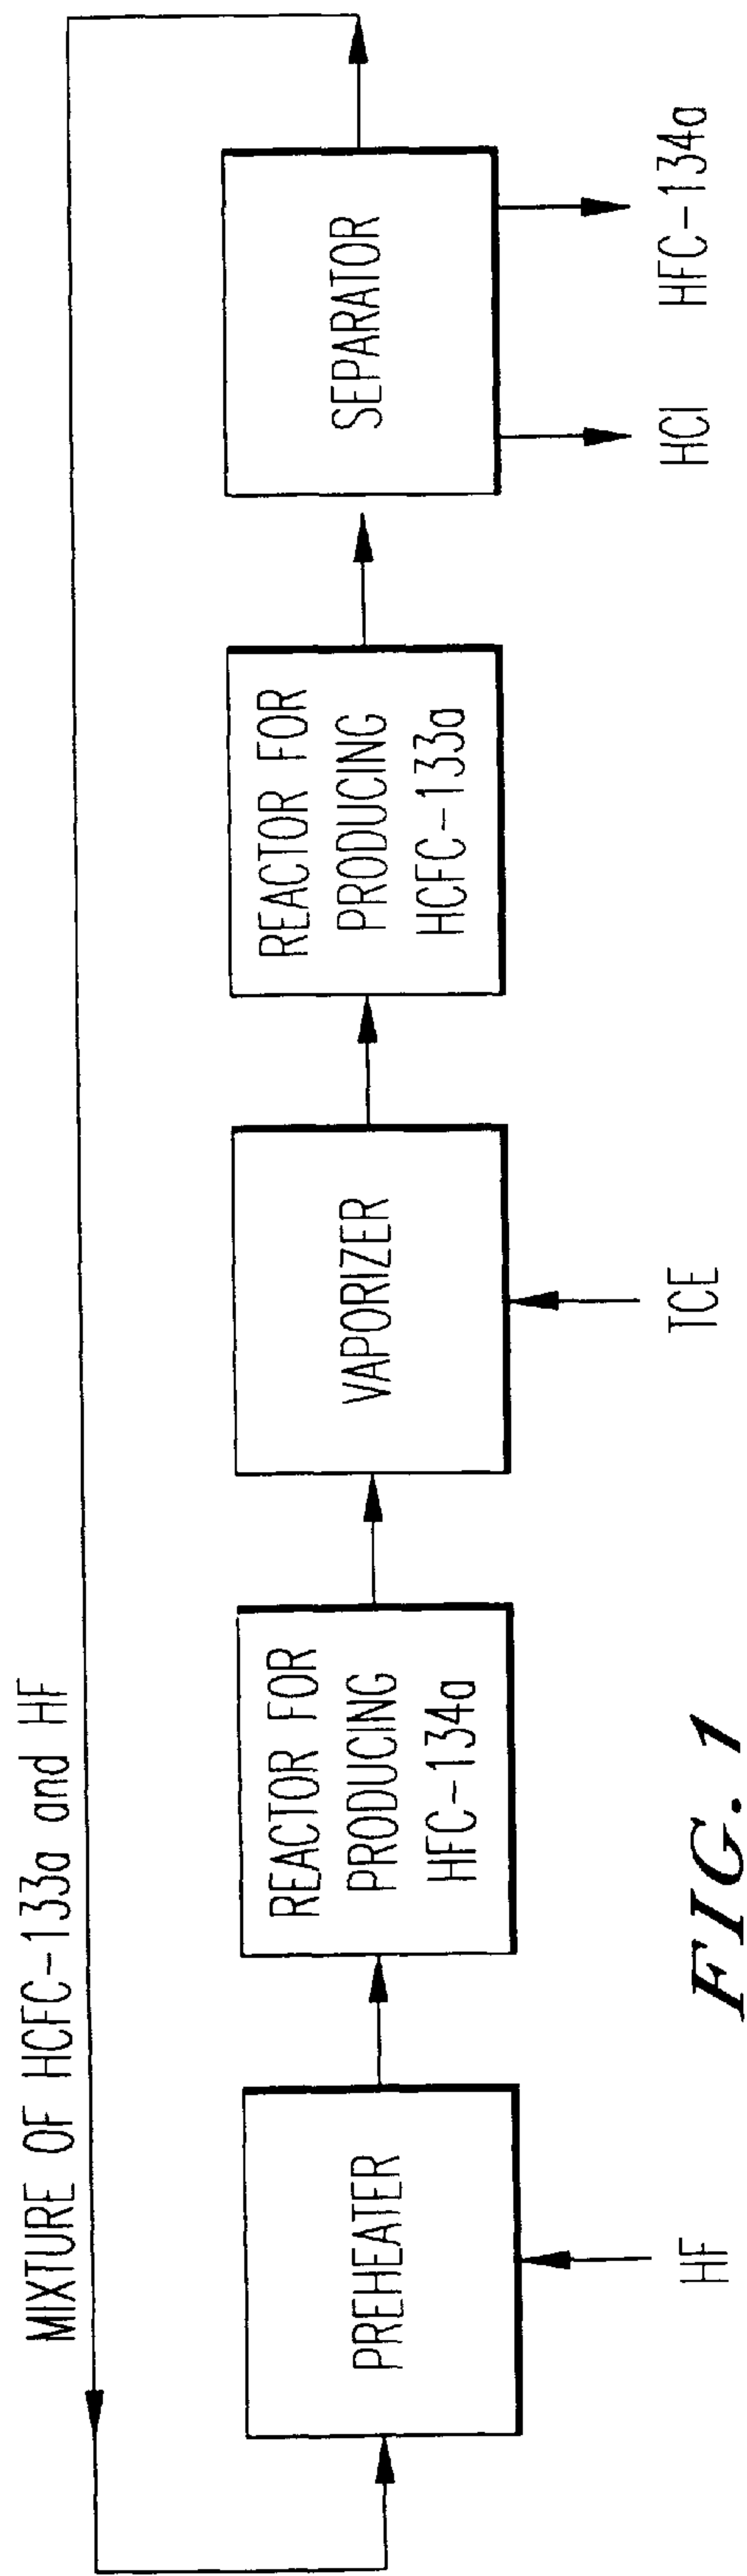 MIXTURE OF HCFC-133a and HF
PREHEATER
REACTOR FOR
PRODUCING
HFC-134a
VAPORIZER
REACTOR FOR
PRODUCING
HCFC-133a
SEPARATOR
HF
TCE
HCl
HFC-134a
FIG. 1